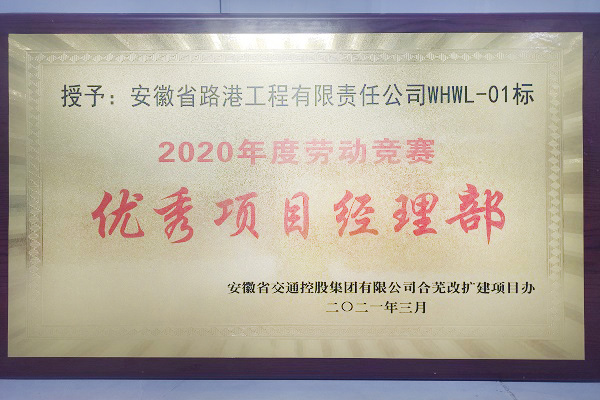 授予：安徽省路港工程有限责任公司WHWL-01标
2020年度劳动竞赛
优秀项目经理部
安徽省交通控股集团有限公司合芜改扩建项目办
二〇二一年三月